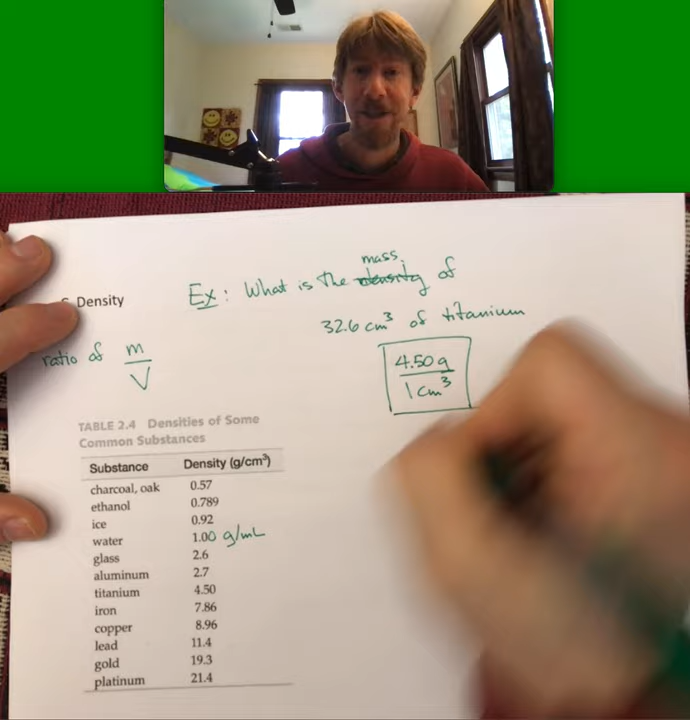 Density
Ex: What is the density mass of
32.6 cm³ of titanium
ratio of m/V
4.50 g
1 cm³
TABLE 2.4 Densities of Some
Common Substances
Substance Density (g/cm³)
charcoal, oak 0.57
ethanol 0.789
ice 0.92
water 1.00 g/mL
glass 2.6
aluminum 2.7
titanium 4.50
iron 7.86
copper 8.96
lead 11.4
gold 19.3
platinum 21.4